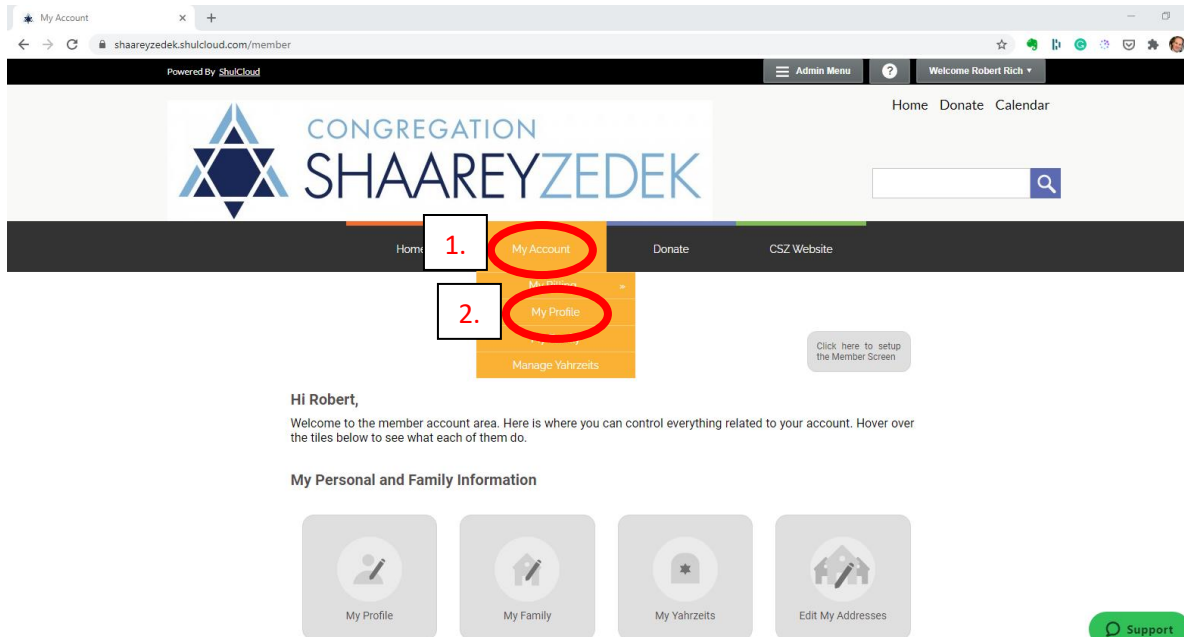 My Account
shaareyzedek.shulcloud.com/member
Powered By ShulCloud
Admin Menu
?
Welcome Robert Rich
Home Donate Calendar
CONGREGATION
SHAAREYZEDEK
Home
1.
My Account
Donate
CSZ Website
My Billing »
2.
My Profile
Manage Yahrzeits
Click here to setup
the Member Screen
Hi Robert,
Welcome to the member account area. Here is where you can control everything related to your account. Hover over
the tiles below to see what each of them do.
My Personal and Family Information
My Profile
My Family
My Yahrzeits
Edit My Addresses
Support